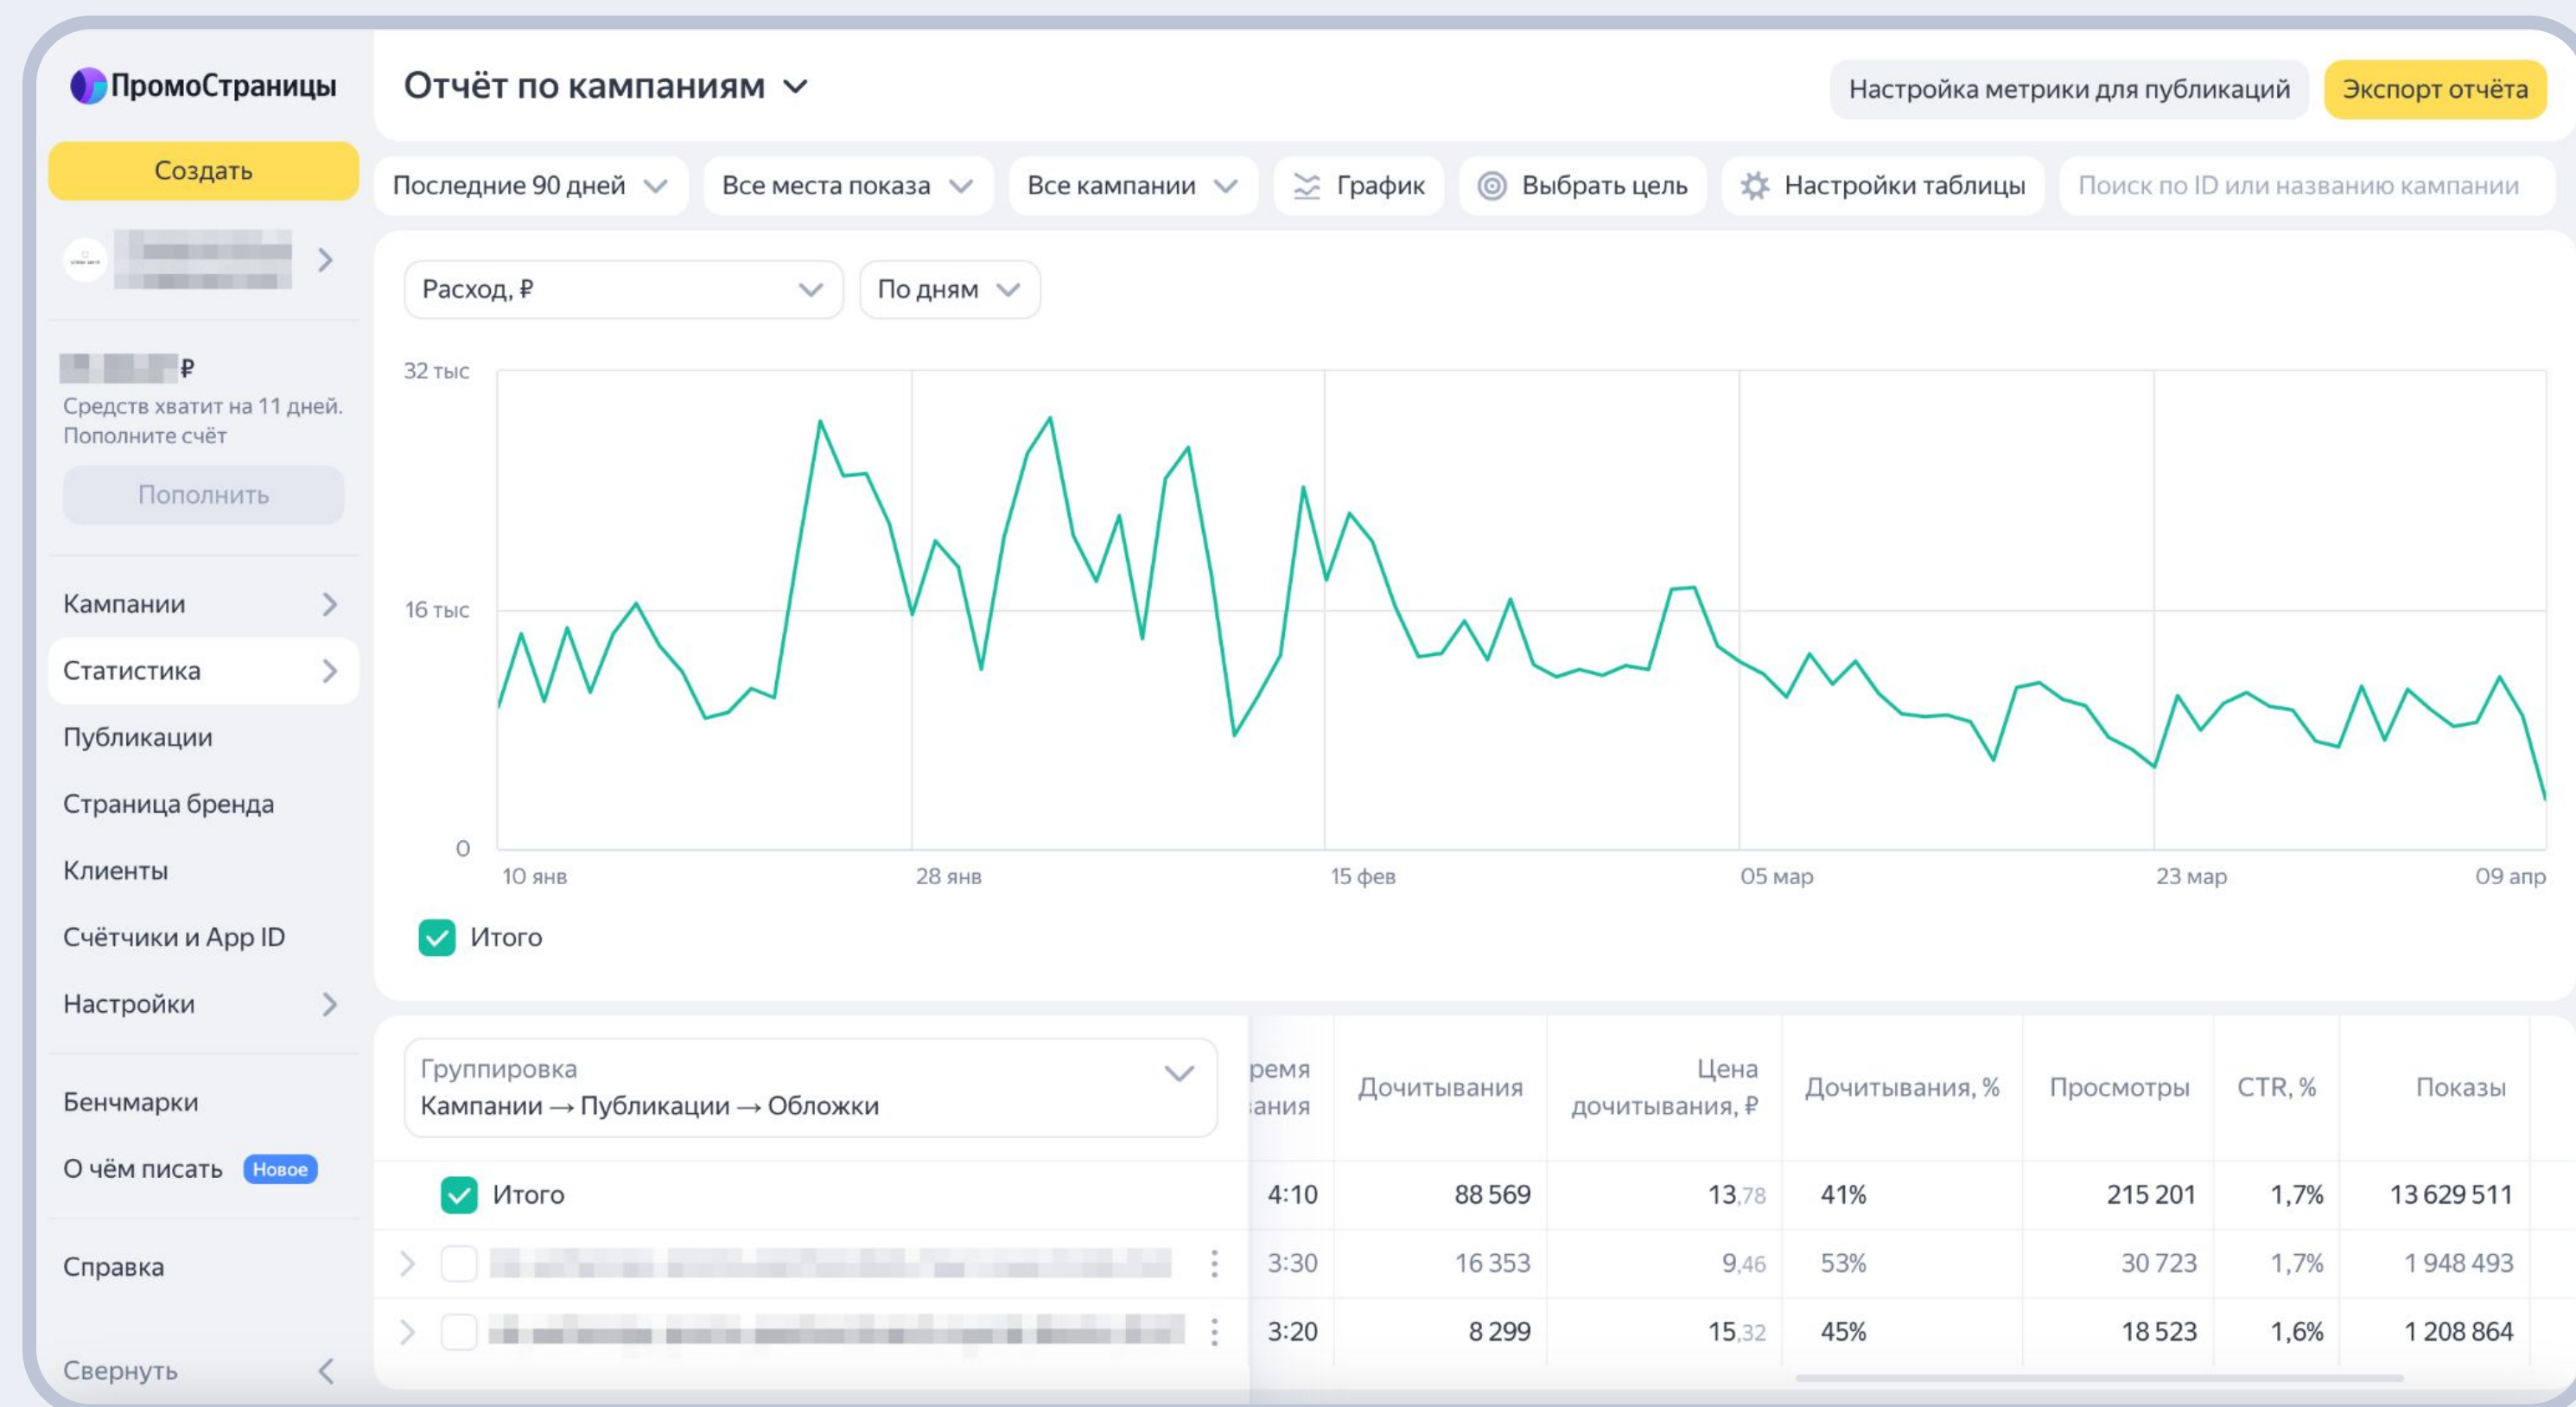 ПромоСтраницы
Создать
₽
Средств хватит на 11 дней.
Пополните счёт
Пополнить
Кампании
Статистика
Публикации
Страница бренда
Клиенты
Счётчики и App ID
Настройки
Бенчмарки
О чём писать Новое
Справка
Свернуть
Отчёт по кампаниям
Настройка метрики для публикаций
Экспорт отчёта
Последние 90 дней Все места показа Все кампании График Выбрать цель Настройки таблицы Поиск по ID или названию кампании
Расход, ₽ По дням
32 тыс
16 тыс
0
10 янв 28 янв 15 фев 05 мар 23 мар 09 апр
Итого
Группировка
Кампании → Публикации → Обложки
ремя
Дочитывания
Цена
дочитывания, ₽
Дочитывания, %
Просмотры
CTR, %
Показы
Итого 4:10 88 569 13,78 41% 215 201 1,7% 13 629 511
3:30 16 353 9,46 53% 30 723 1,7% 1 948 493
3:20 8 299 15,32 45% 18 523 1,6% 1 208 864